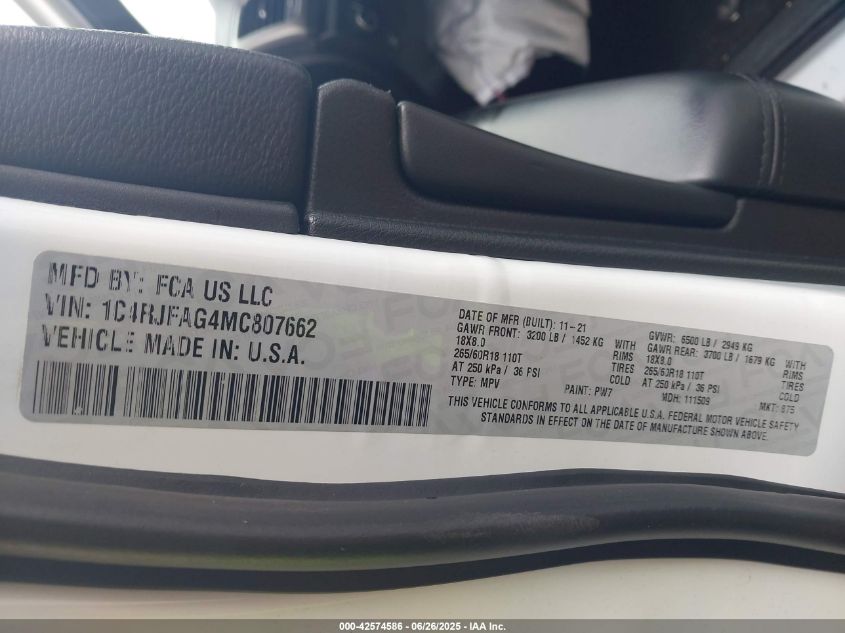 MFD BY: FCA US LLC
VIN: 1C4RJFAG4MC807662
VEHICLE MADE IN: U.S.A.
DATE OF MFR (BUILT): 11-21
GVWR: 6500 LB / 2949 KG
GAWR FRONT: 3200 LB / 1452 KG WITH
18X8.0 RIMS
265/60R18 110T TIRES
AT 250 kPa / 36 PSI COLD
GAWR REAR: 3700 LB / 1679 KG WITH
18X8.0 RIMS
265/60R18 110T TIRES
AT 250 kPa / 36 PSI COLD
TYPE: MPV PAINT: PW7 MDH: 111509 MKT: 875
THIS VEHICLE CONFORMS TO ALL APPLICABLE U.S.A. FEDERAL MOTOR VEHICLE SAFETY
STANDARDS IN EFFECT ON THE DATE OF MANUFACTURE SHOWN ABOVE.
000-42574586 - 06/26/2025 - IAA Inc.